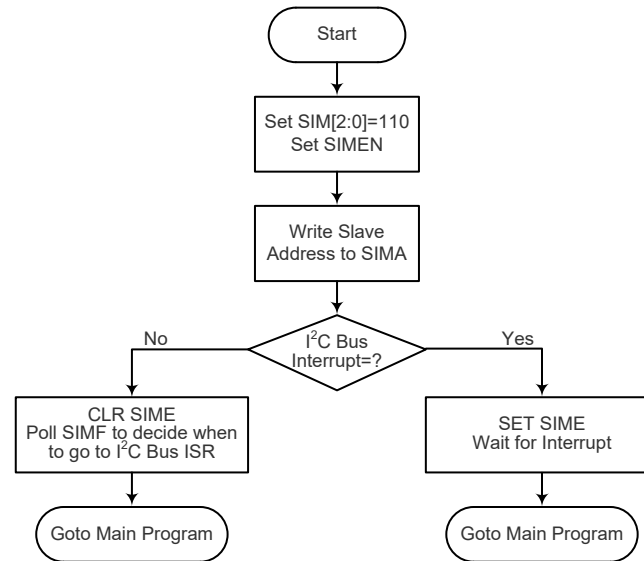 Start
Set SIM[2:0]=110
Set SIMEN
Write Slave
Address to SIMA
I²C Bus
Interrupt=?
No
Yes
CLR SIME
Poll SIMF to decide when
to go to I²C Bus ISR
SET SIME
Wait for Interrupt
Goto Main Program
Goto Main Program